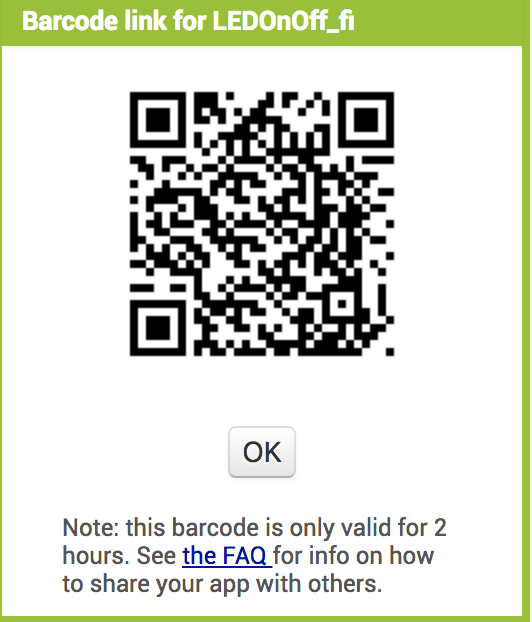 Barcode link for LEDOnOff_fi
OK
Note: this barcode is only valid for 2
hours. See the FAQ for info on how
to share your app with others.